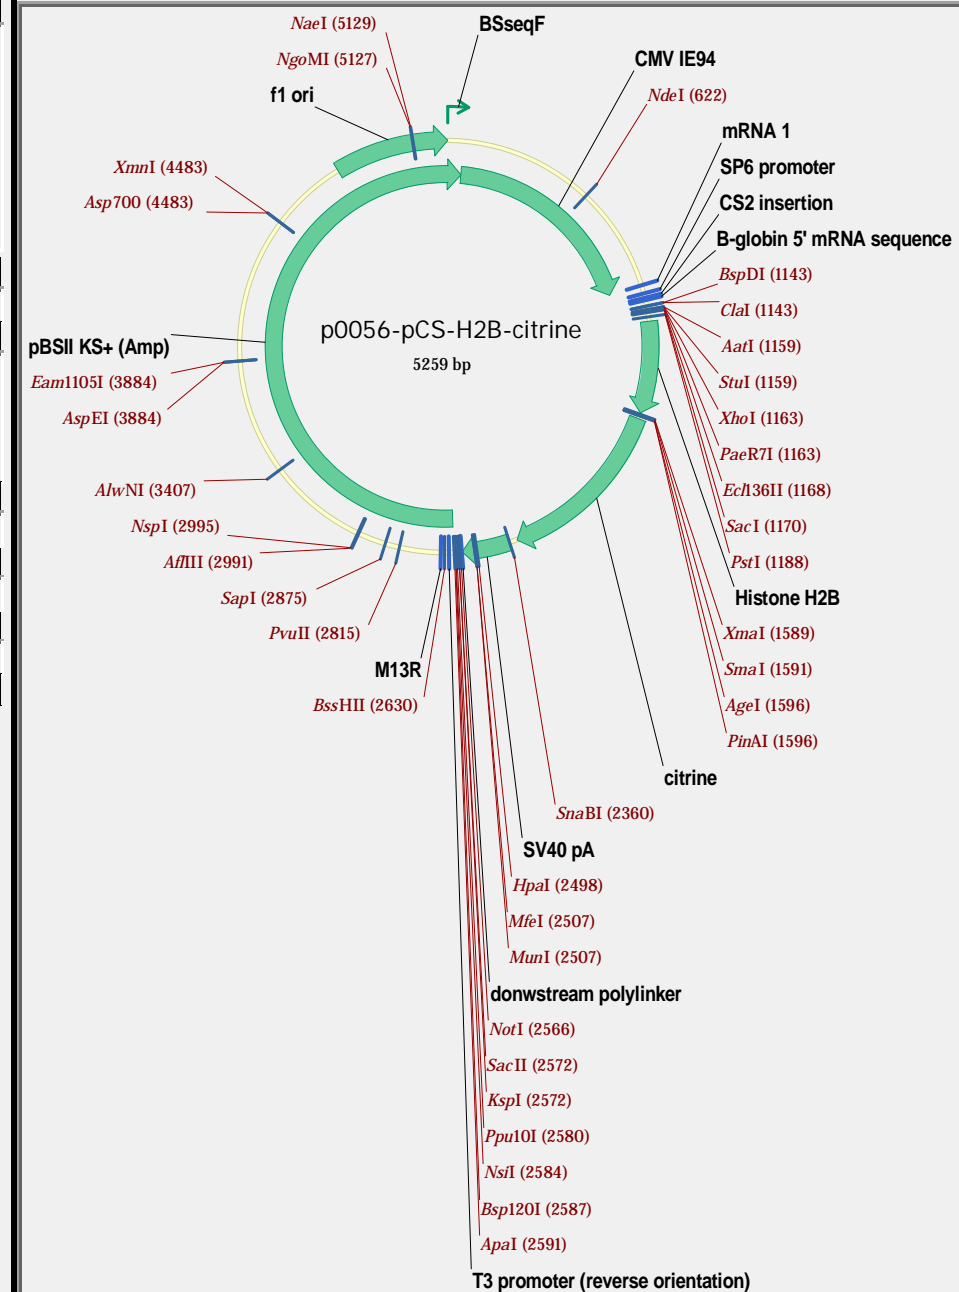 NaeI (5129)
BSseqF
NgoMI (5127)
CMV IE94
f1 ori
NdeI (622)
mRNA 1
XmnI (4483)
SP6 promoter
Asp700 (4483)
CS2 insertion
B-globin 5' mRNA sequence
BspDI (1143)
ClaI (1143)
p0056-pCS-H2B-citrine
5259 bp
pBSII KS+ (Amp)
AatI (1159)
Eam1105I (3884)
StuI (1159)
AspEI (3884)
XhoI (1163)
PaeR7I (1163)
AlwNI (3407)
Ecl136II (1168)
NspI (2995)
SacI (1170)
AflIII (2991)
PstI (1188)
SapI (2875)
Histone H2B
PvuII (2815)
XmaI (1589)
M13R
SmaI (1591)
BssHII (2630)
AgeI (1596)
PinAI (1596)
citrine
SnaBI (2360)
SV40 pA
HpaI (2498)
MfeI (2507)
MunI (2507)
donwstream polylinker
NotI (2566)
SacII (2572)
KspI (2572)
Ppu10I (2580)
NsiI (2584)
Bsp120I (2587)
ApaI (2591)
T3 promoter (reverse orientation)